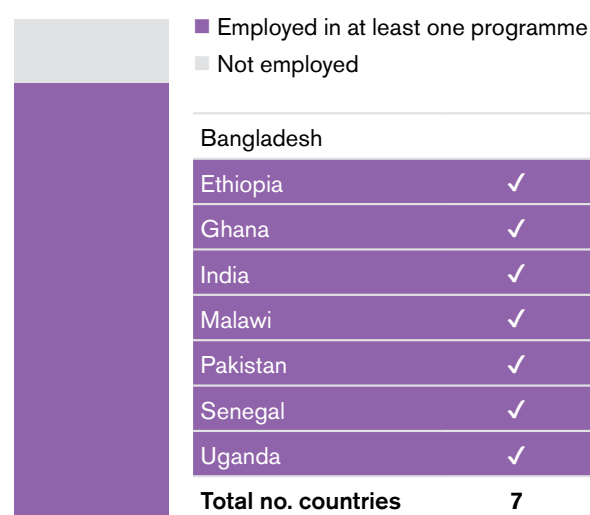 Employed in at least one programme
Not employed
Bangladesh
Ethiopia ✓
Ghana ✓
India ✓
Malawi ✓
Pakistan ✓
Senegal ✓
Uganda ✓
Total no. countries 7